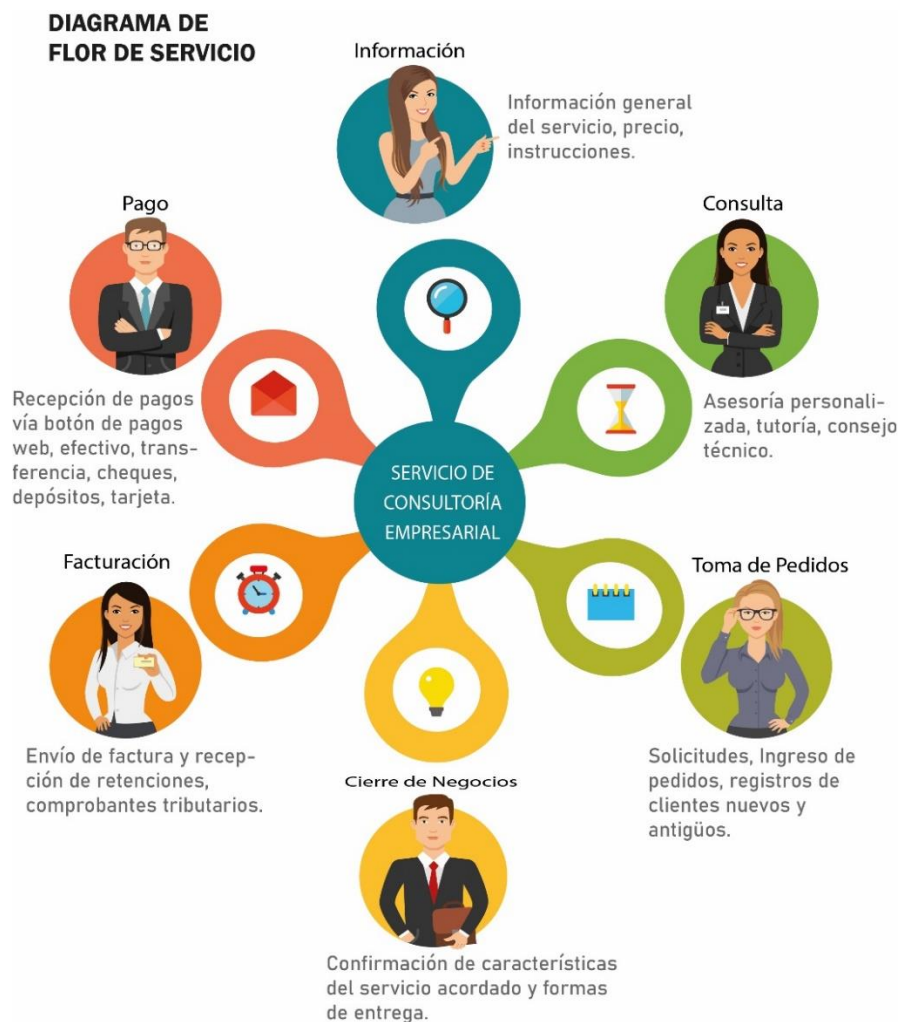 DIAGRAMA DE
FLOR DE SERVICIO
Información
Información general
del servicio, precio,
instrucciones.
Consulta
Asesoría personali-
zada, tutoría, consejo
técnico.
Toma de Pedidos
Solicitudes, Ingreso de
pedidos, registros de
clientes nuevos y
antigüos.
Cierre de Negocios
Confirmación de características
del servicio acordado y formas
de entrega.
Facturación
Envío de factura y recep-
ción de retenciones,
comprobantes tributarios.
Pago
Recepción de pagos
vía botón de pagos
web, efectivo, trans-
ferencia, cheques,
depósitos, tarjeta.
SERVICIO DE
CONSULTORÍA
EMPRESARIAL